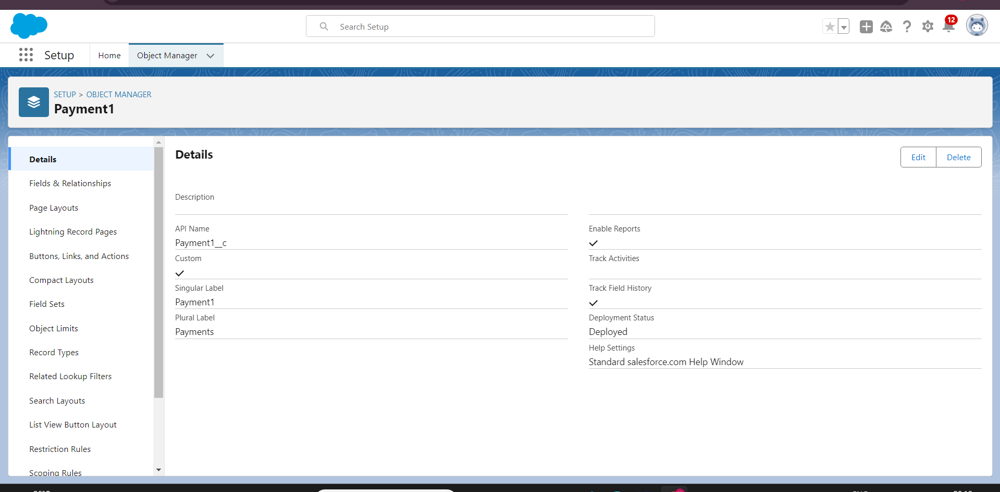 Search Setup
12
Setup
Home
Object Manager
SETUP > OBJECT MANAGER
Payment1
Details
Fields & Relationships
Page Layouts
Lightning Record Pages
Buttons, Links, and Actions
Compact Layouts
Field Sets
Object Limits
Record Types
Related Lookup Filters
Search Layouts
List View Button Layout
Restriction Rules
Scoping Rules
Details
Edit
Delete
Description
API Name
Payment1__c
Custom
Singular Label
Payment1
Plural Label
Payments
Enable Reports
Track Activities
Track Field History
Deployment Status
Deployed
Help Settings
Standard salesforce.com Help Window